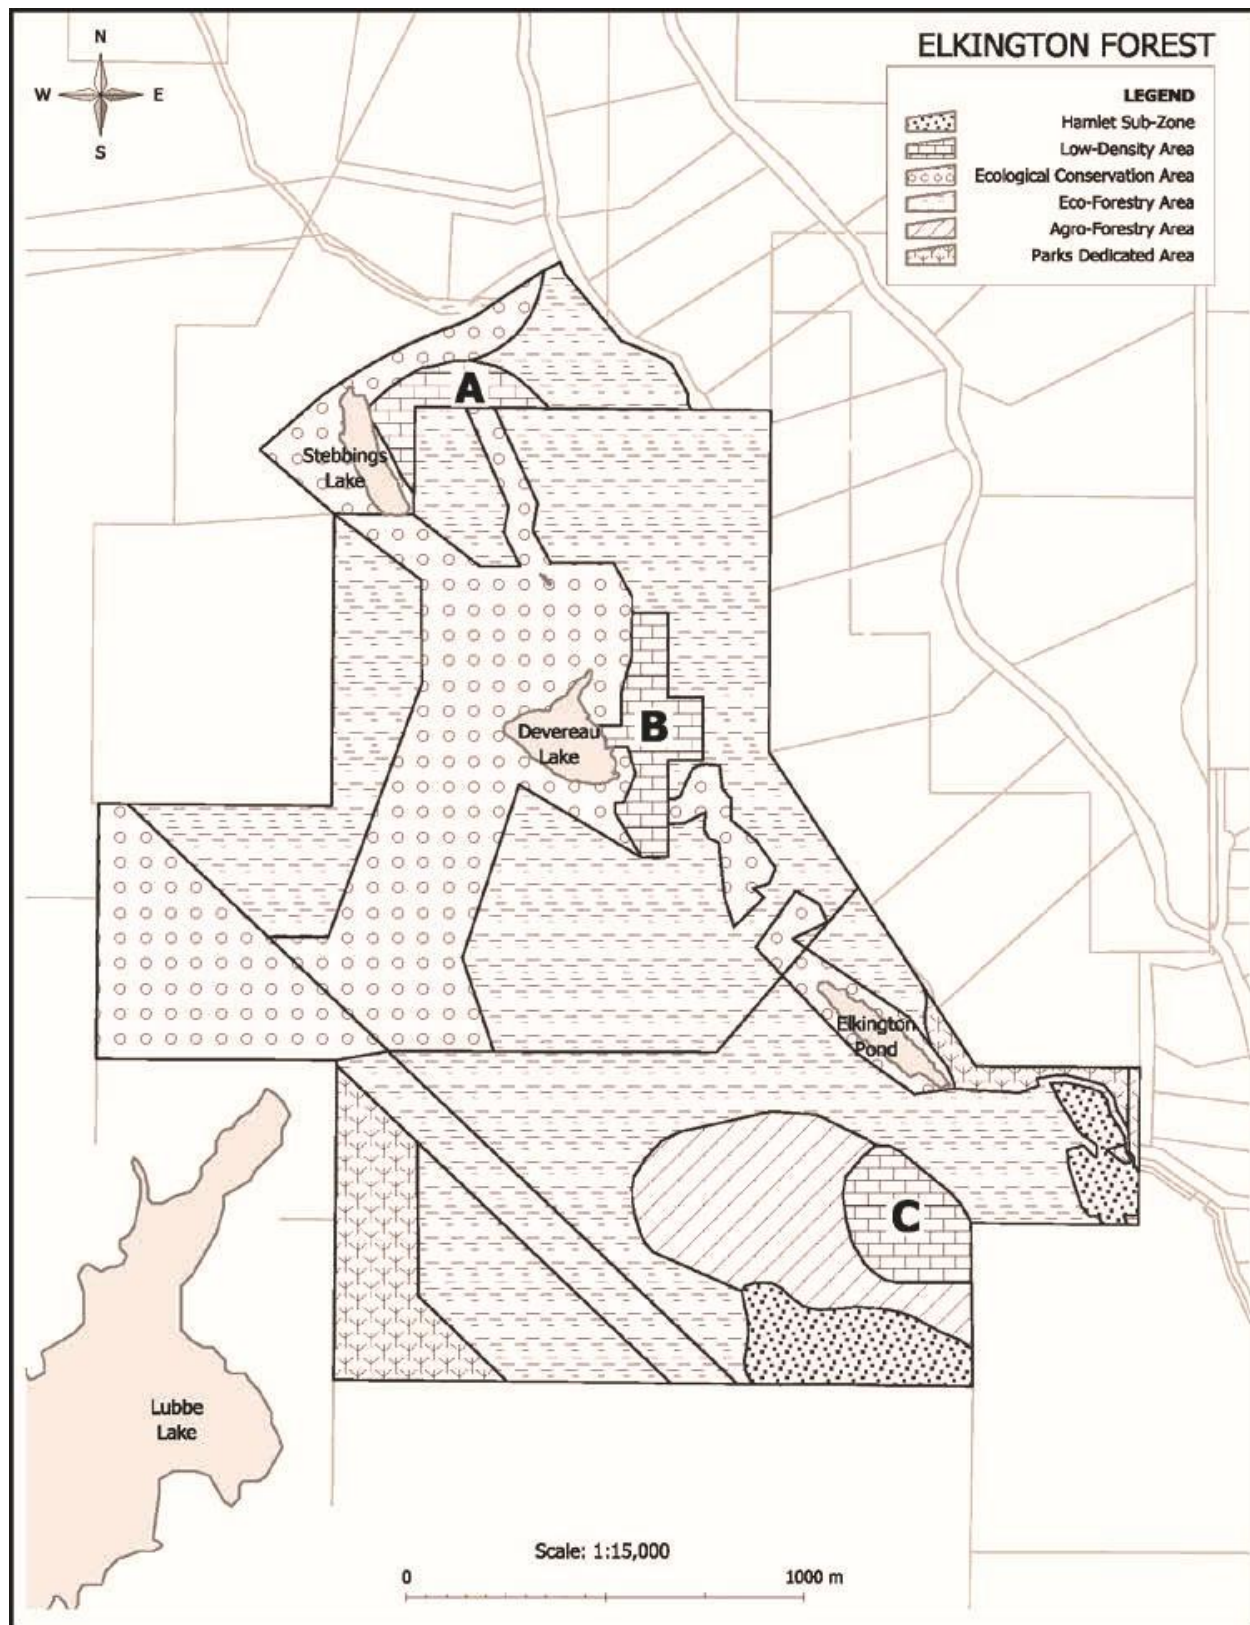 ELKINGTON FOREST
N
W E
S
LEGEND
Hamlet Sub-Zone
Low-Density Area
Ecological Conservation Area
Eco-Forestry Area
Agro-Forestry Area
Parks Dedicated Area
A
Stebbings
Lake
B
Devereau
Lake
Elkington
Pond
C
Lubbe
Lake
Scale: 1:15,000
0 1000 m